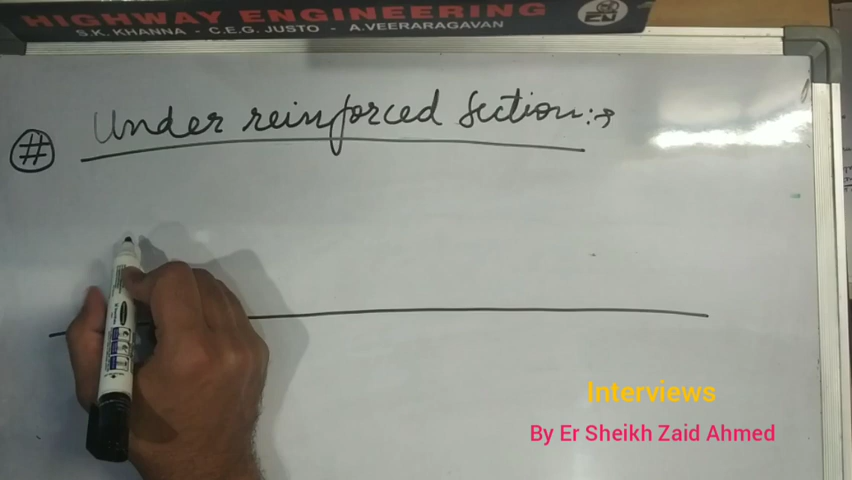 HIGHWAY ENGINEERING
S.K. KHANNA - C.E.G. JUSTO - A.VEERARAGAVAN
# Under reinforced Section:→
Interviews
By Er Sheikh Zaid Ahmed